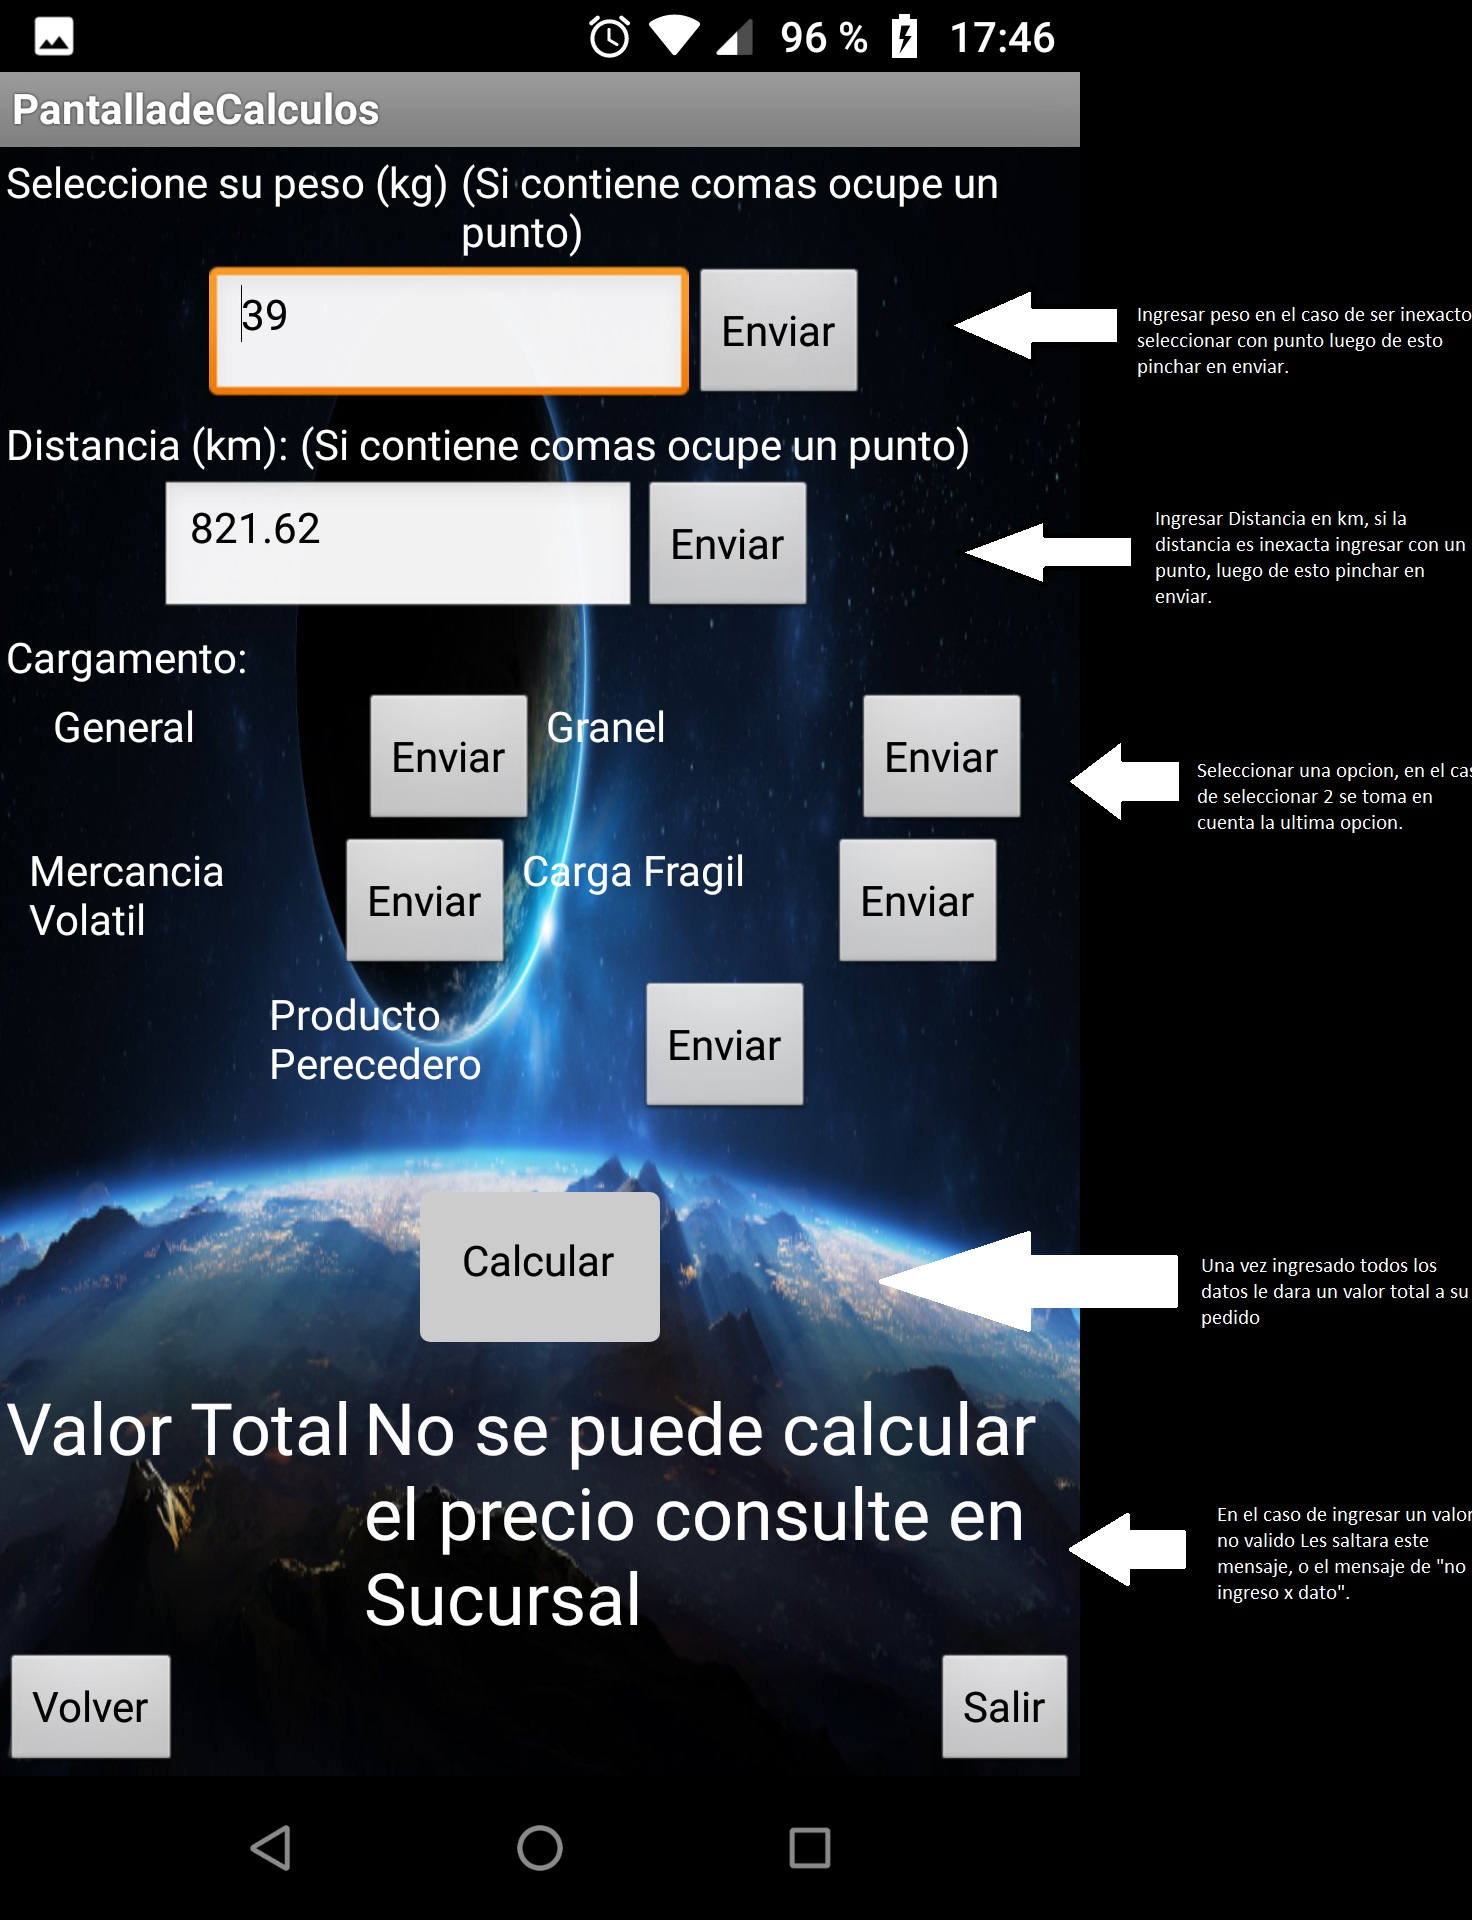 96 % 17:46
PantalladeCalculos
Seleccione su peso (kg) (Si contiene comas ocupe un
punto)
39
Enviar
Ingresar peso en el caso de ser inexacto
seleccionar con punto luego de esto
pinchar en enviar.
Distancia (km): (Si contiene comas ocupe un punto)
821.62
Enviar
Ingresar Distancia en km, si la
distancia es inexacta ingresar con un
punto, luego de esto pinchar en
enviar.
Cargamento:
General
Enviar
Granel
Enviar
Seleccionar una opcion, en el cas
de seleccionar 2 se toma en
cuenta la ultima opcion.
Mercancia
Volatil
Enviar
Carga Fragil
Enviar
Producto
Perecedero
Enviar
Calcular
Una vez ingresado todos los
datos le dara un valor total a su
pedido
Valor Total No se puede calcular
el precio consulte en
Sucursal
En el caso de ingresar un valor
no valido Les saltara este
mensaje, o el mensaje de "no
ingreso x dato".
Volver
Salir